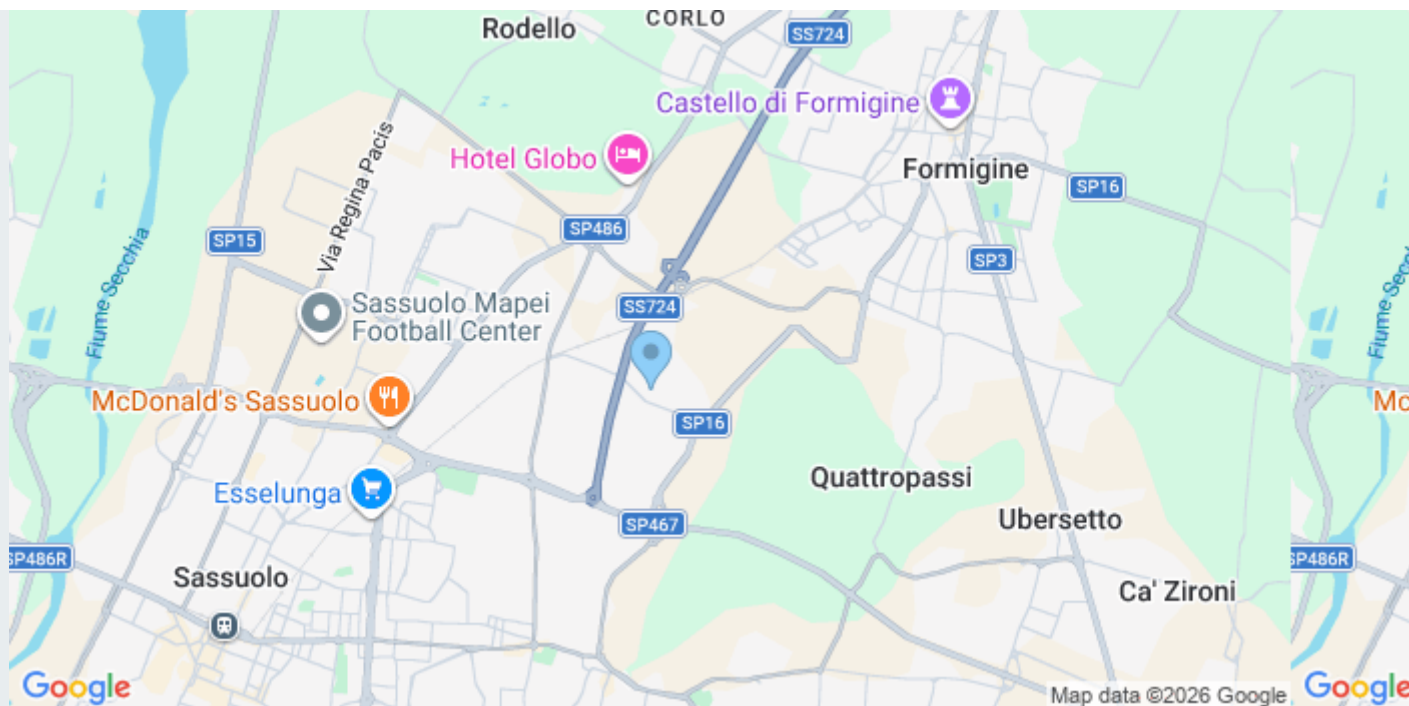 CORLO
Rodello
SS724
Castello di Formigine
Via Regina Pacis
Hotel Globo
Formigine
SP16
SP486
SP15
Fiume Secchia
SP3
Sassuolo Mapei
Football Center
SS724
Fiume Secc
McDonald's Sassuolo
Mc
SP16
Quattropassi
Esselunga
Ubersetto
SP467
SP486R
SP486R
Sassuolo
Ca' Zironi
Google
Map data ©2026 Google
Google